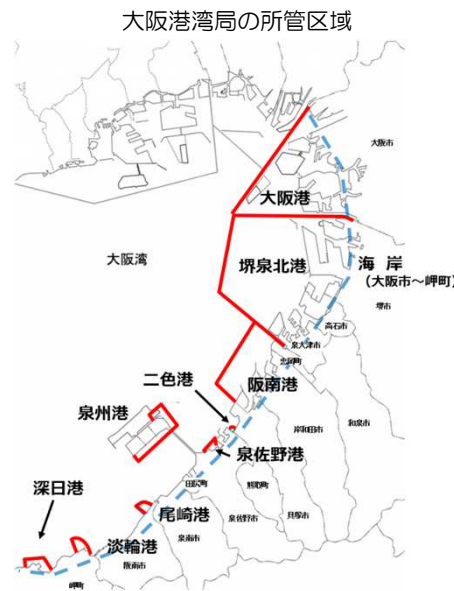 大阪港湾局の所管区域
大阪市
大阪港
大阪湾
堺泉北港
海 岸
(大阪市~岬町)
堺市
高石市
泉大津市
忠岡町
二色港
阪南港
泉州港
岸和田市
和泉市
泉佐野港
田尻町
熊取町
深日港
尾崎港
泉佐野市
貝塚市
淡輪港
泉南市
阪南市
岬町